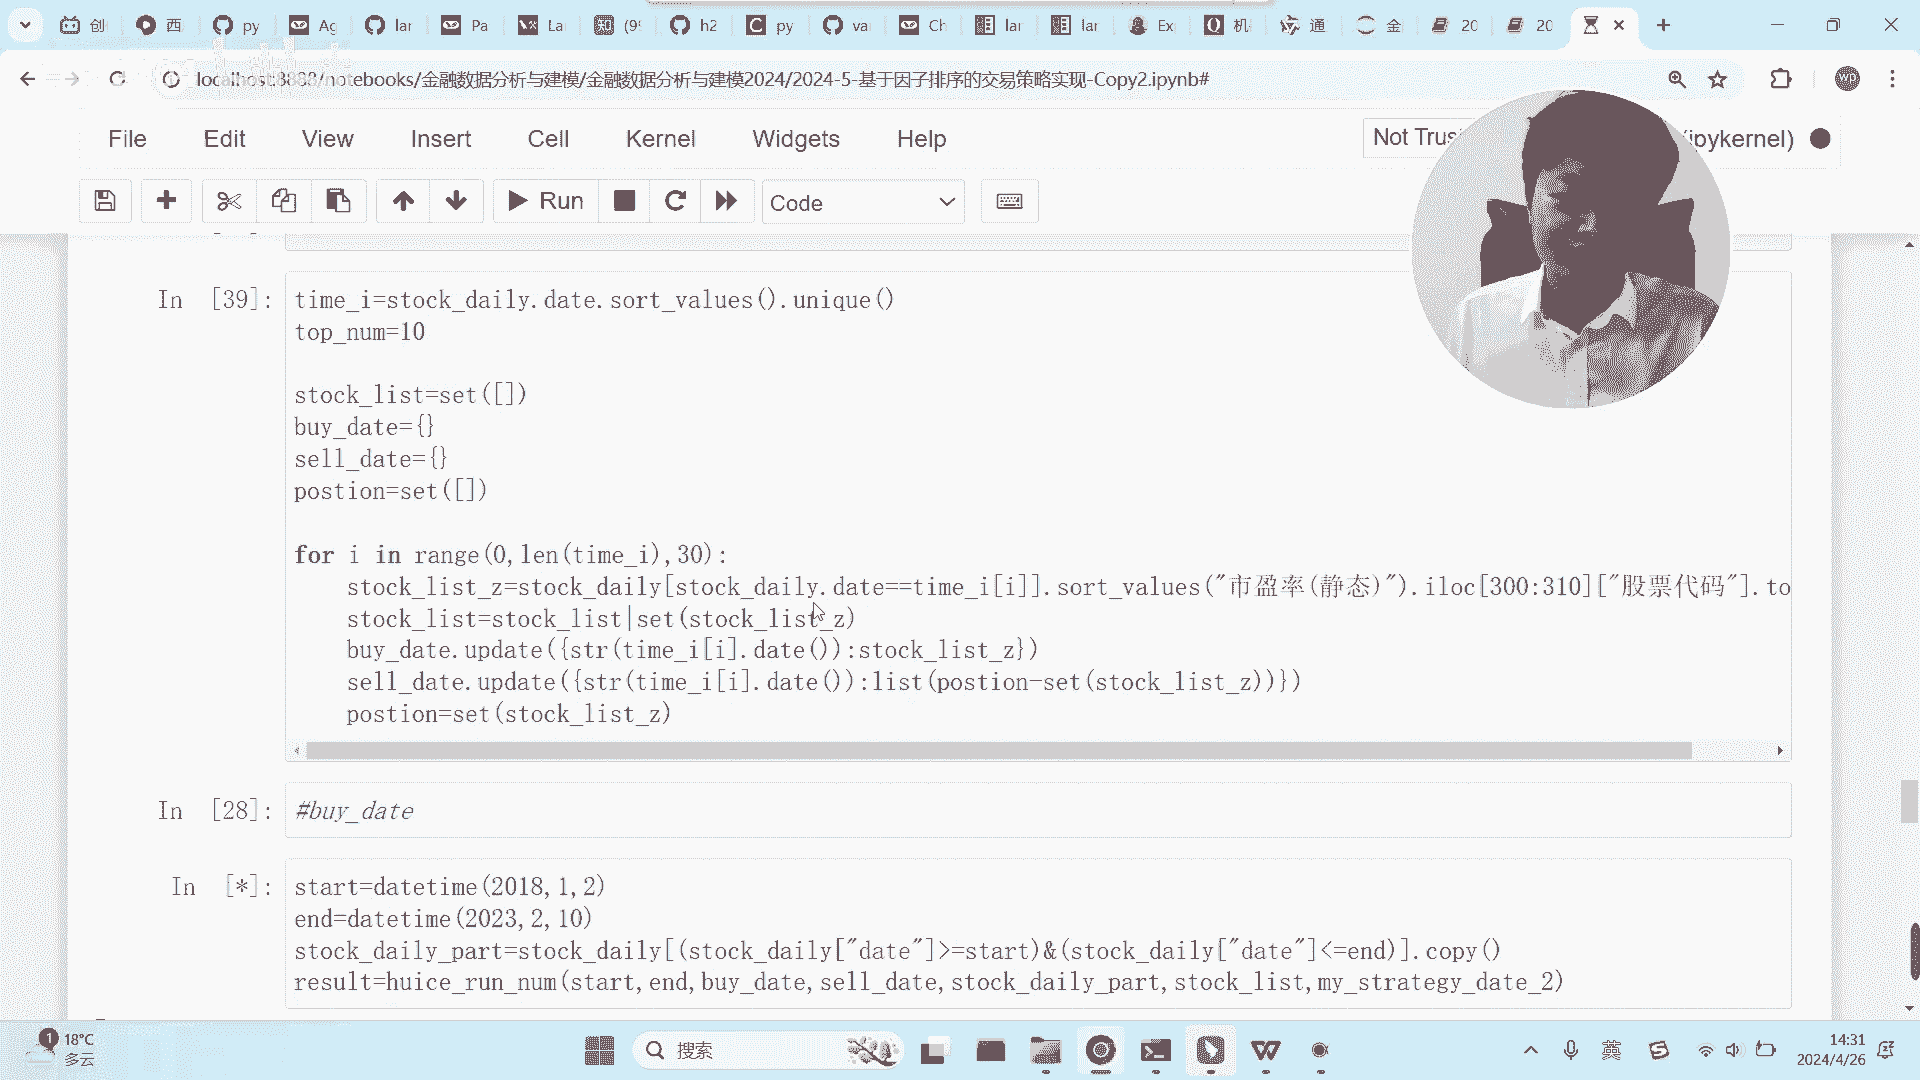 创
西
py
Ag
lar
Pa
La
(9
h2
py
va
Ch
lar
lar
Ex
机
通
金
20
20
localhost:8888/notebooks/金融数据分析与建模/金融数据分析与建模2024/2024-5-基于因子排序的交易策略实现-Copy2.ipynb#
wp
File Edit View Insert Cell Kernel Widgets Help
Not Trus
(ipykernel)
Run
Code
In [39]:
time_i=stock_daily.date.sort_values().unique()
top_num=10
stock_list=set([])
buy_date={}
sell_date={}
postion=set([])
for i in range(0,len(time_i),30):
stock_list_z=stock_daily[stock_daily.date==time_i[i]].sort_values("市盈率(静态)").iloc[300:310]["股票代码"].to
stock_list=stock_list|set(stock_list_z)
buy_date.update({str(time_i[i].date()):stock_list_z})
sell_date.update({str(time_i[i].date()):list(postion-set(stock_list_z))})
postion=set(stock_list_z)
In [28]:
#buy_date
In [*]:
start=datetime(2018,1,2)
end=datetime(2023,2,10)
stock_daily_part=stock_daily[(stock_daily["date"]>=start)&(stock_daily["date"]<=end)].copy()
result=huice_run_num(start,end,buy_date,sell_date,stock_daily_part,stock_list,my_strategy_date_2)
1
18°C
多云
搜索
英
14:31
2024/4/26